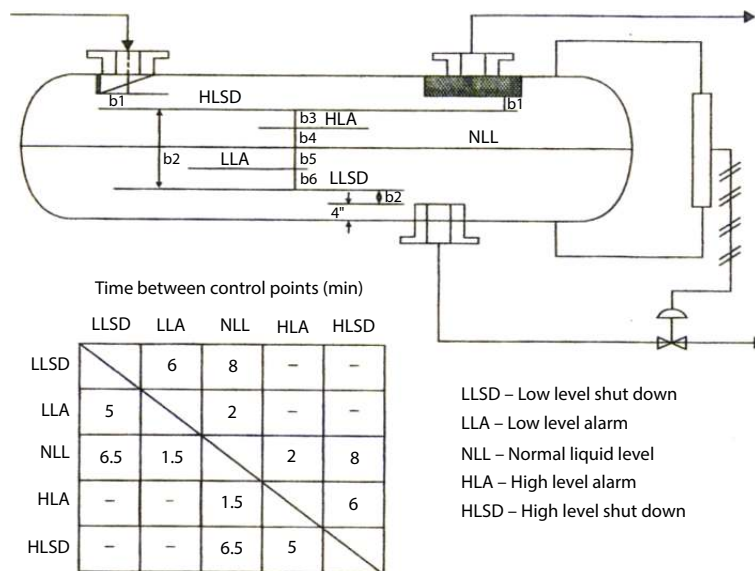 b1
HLSD
b1
b3 HLA
b4
NLL
b2
LLA
b5
b6
LLSD
b2
4"
Time between control points (min)
LLSD LLA NLL HLA HLSD
LLSD 6 8 – –
LLA 5 2 – –
NLL 6.5 1.5 2 8
HLA – – 1.5 6
HLSD – – 6.5 5
LLSD – Low level shut down
LLA – Low level alarm
NLL – Normal liquid level
HLA – High level alarm
HLSD – High level shut down